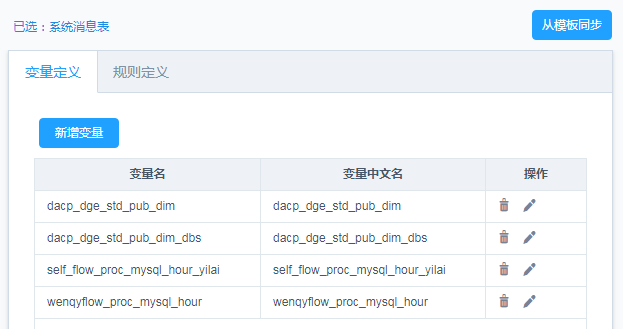 已选：系统消息表
从模板同步
变量定义 规则定义
新增变量
变量名 变量中文名 操作
dacp_dge_std_pub_dim dacp_dge_std_pub_dim
dacp_dge_std_pub_dim_dbs dacp_dge_std_pub_dim_dbs
self_flow_proc_mysql_hour_yilai self_flow_proc_mysql_hour_yilai
wenqyflow_proc_mysql_hour wenqyflow_proc_mysql_hour